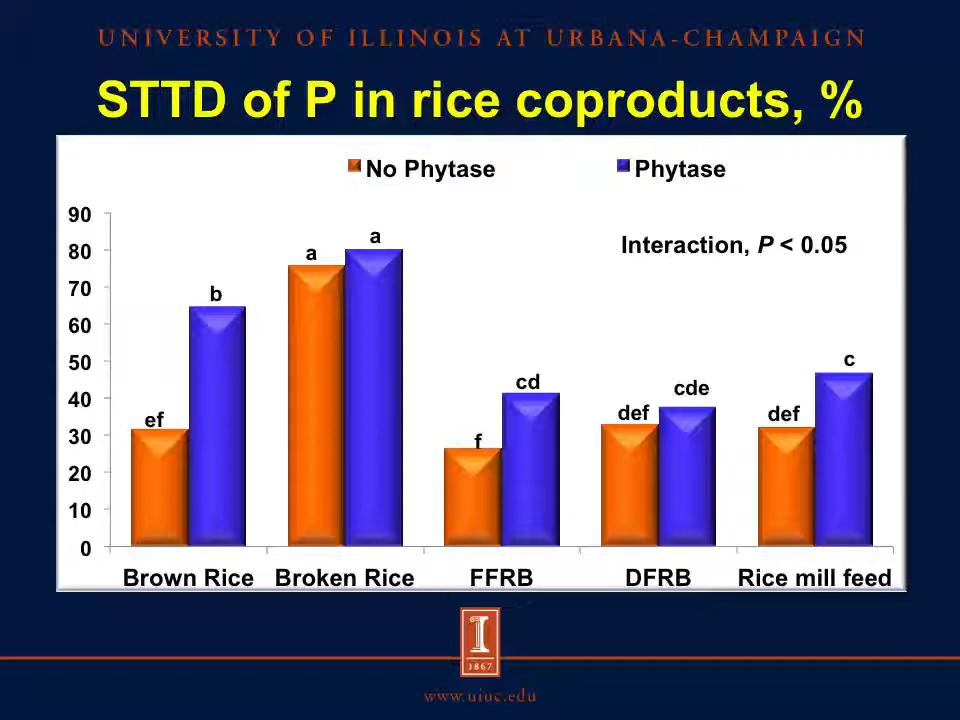 UNIVERSITY OF ILLINOIS AT URBANA-CHAMPAIGN
STTD of P in rice coproducts, %
No Phytase Phytase
Interaction, P < 0.05
90
80
70
60
50
40
30
20
10
0
ef
b
a
a
f
cd
def
cde
def
c
Brown Rice Broken Rice FFRB DFRB Rice mill feed
I
1867
www.uiuc.edu